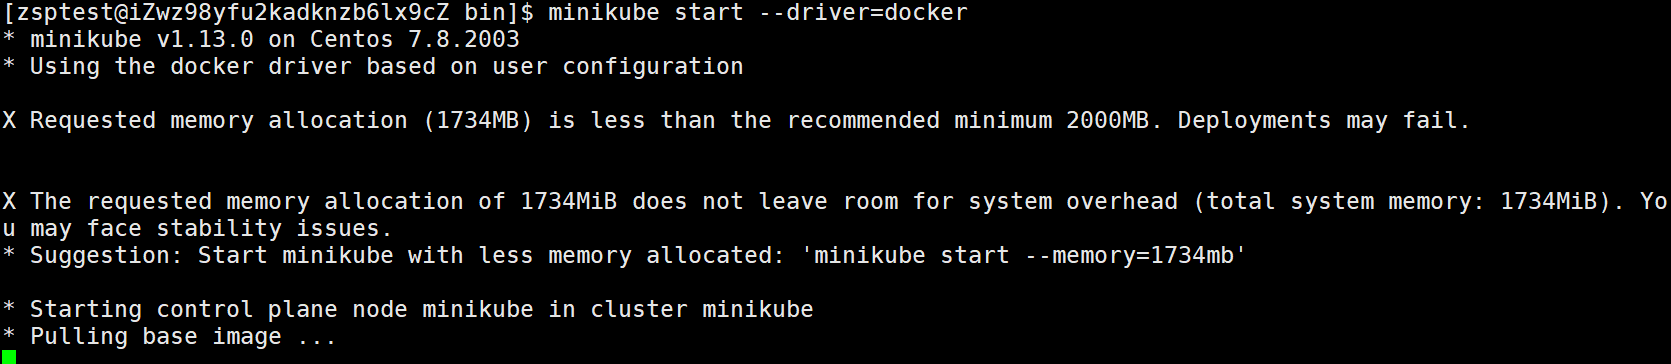 [zsptest@iZwz98yfu2kadknzb6lx9cZ bin]$ minikube start --driver=docker
* minikube v1.13.0 on Centos 7.8.2003
* Using the docker driver based on user configuration
X Requested memory allocation (1734MB) is less than the recommended minimum 2000MB. Deployments may fail.
X The requested memory allocation of 1734MiB does not leave room for system overhead (total system memory: 1734MiB). Yo
u may face stability issues.
* Suggestion: Start minikube with less memory allocated: 'minikube start --memory=1734mb'
* Starting control plane node minikube in cluster minikube
* Pulling base image ...